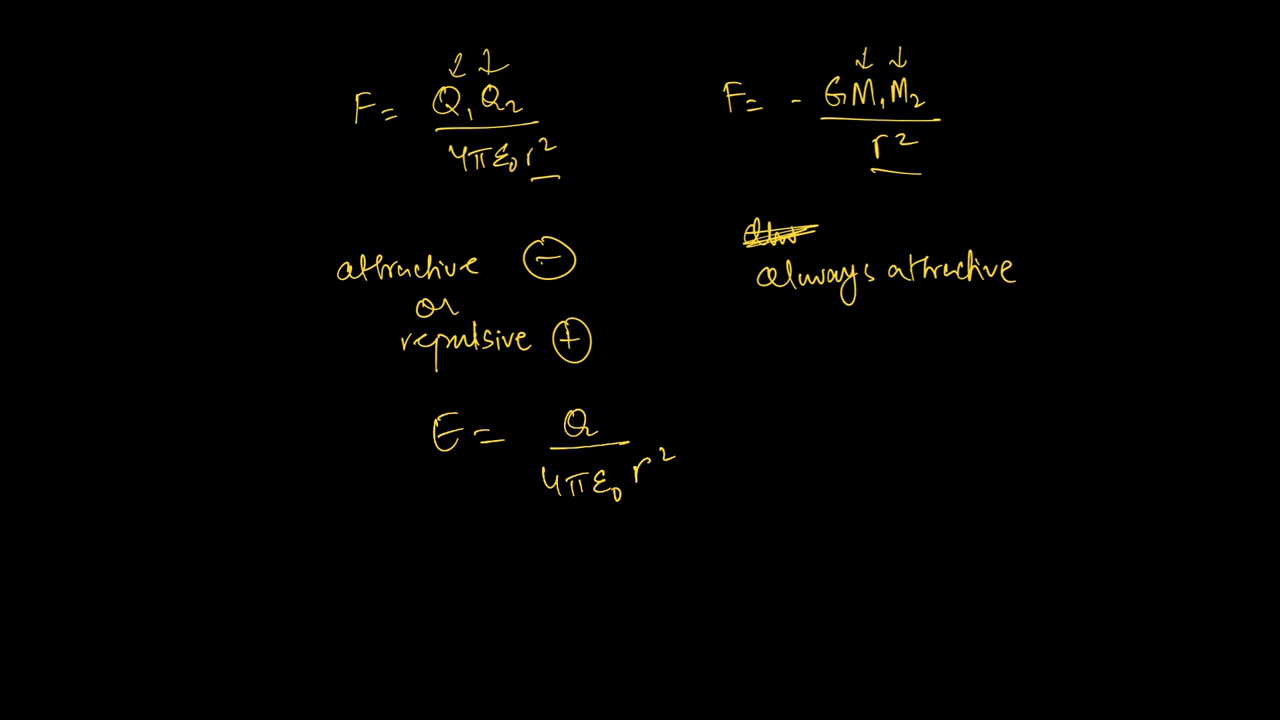 F = Q₁Q₂ / 4πε₀r²
F = - GM₁M₂ / r²
attractive ⊖
or
repulsive ⊕
always attractive
E = Q / 4πε₀r²